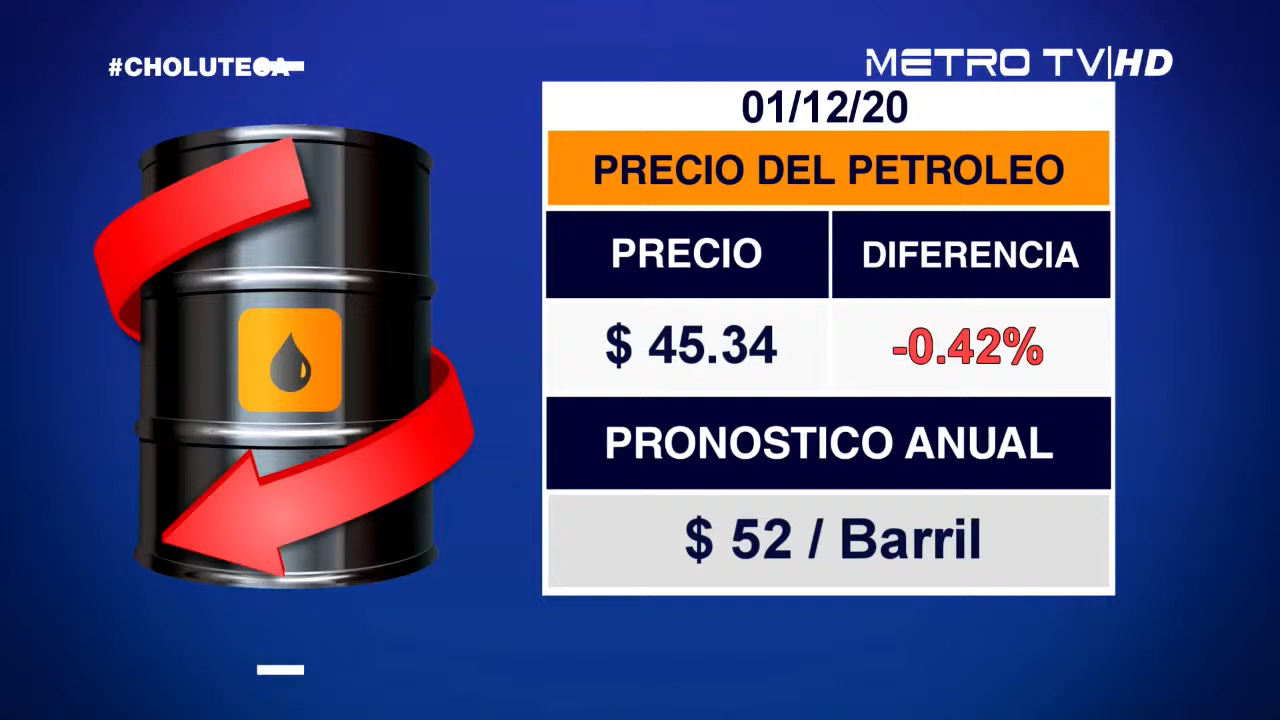 #CHOLUTECA
METRO TV|HD
01/12/20
PRECIO DEL PETROLEO
PRECIO
DIFERENCIA
$ 45.34
-0.42%
PRONOSTICO ANUAL
$ 52 / Barril